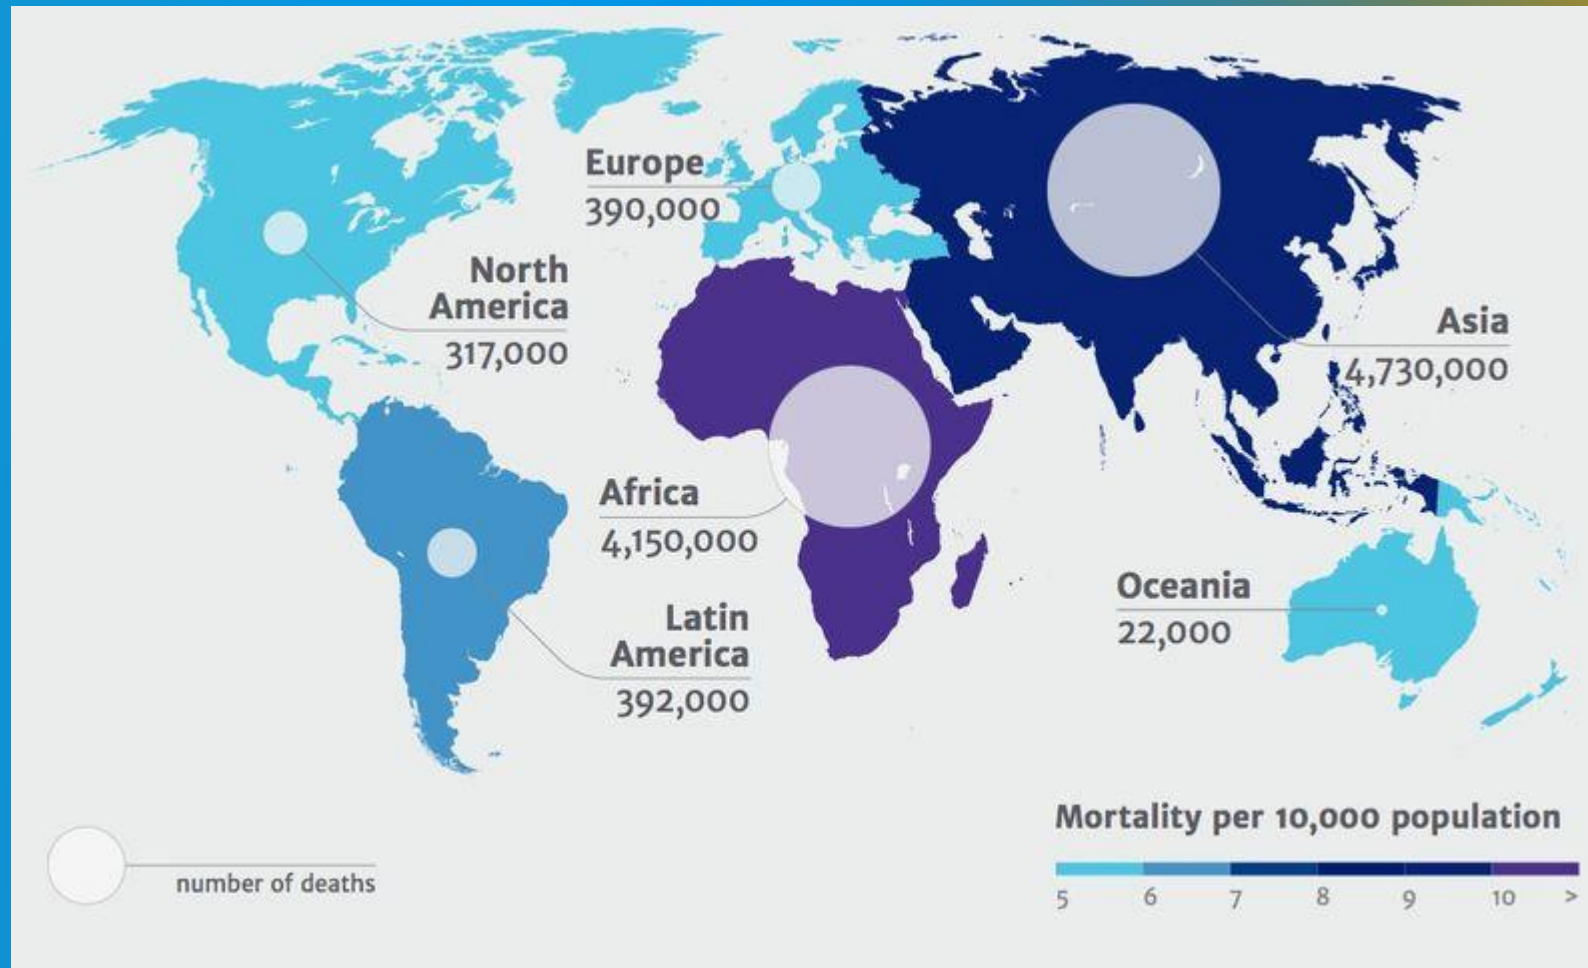 Europe
390,000
North
America
317,000
Asia
4,730,000
Africa
4,150,000
Latin
America
392,000
Oceania
22,000
number of deaths
Mortality per 10,000 population
5 6 7 8 9 10 >